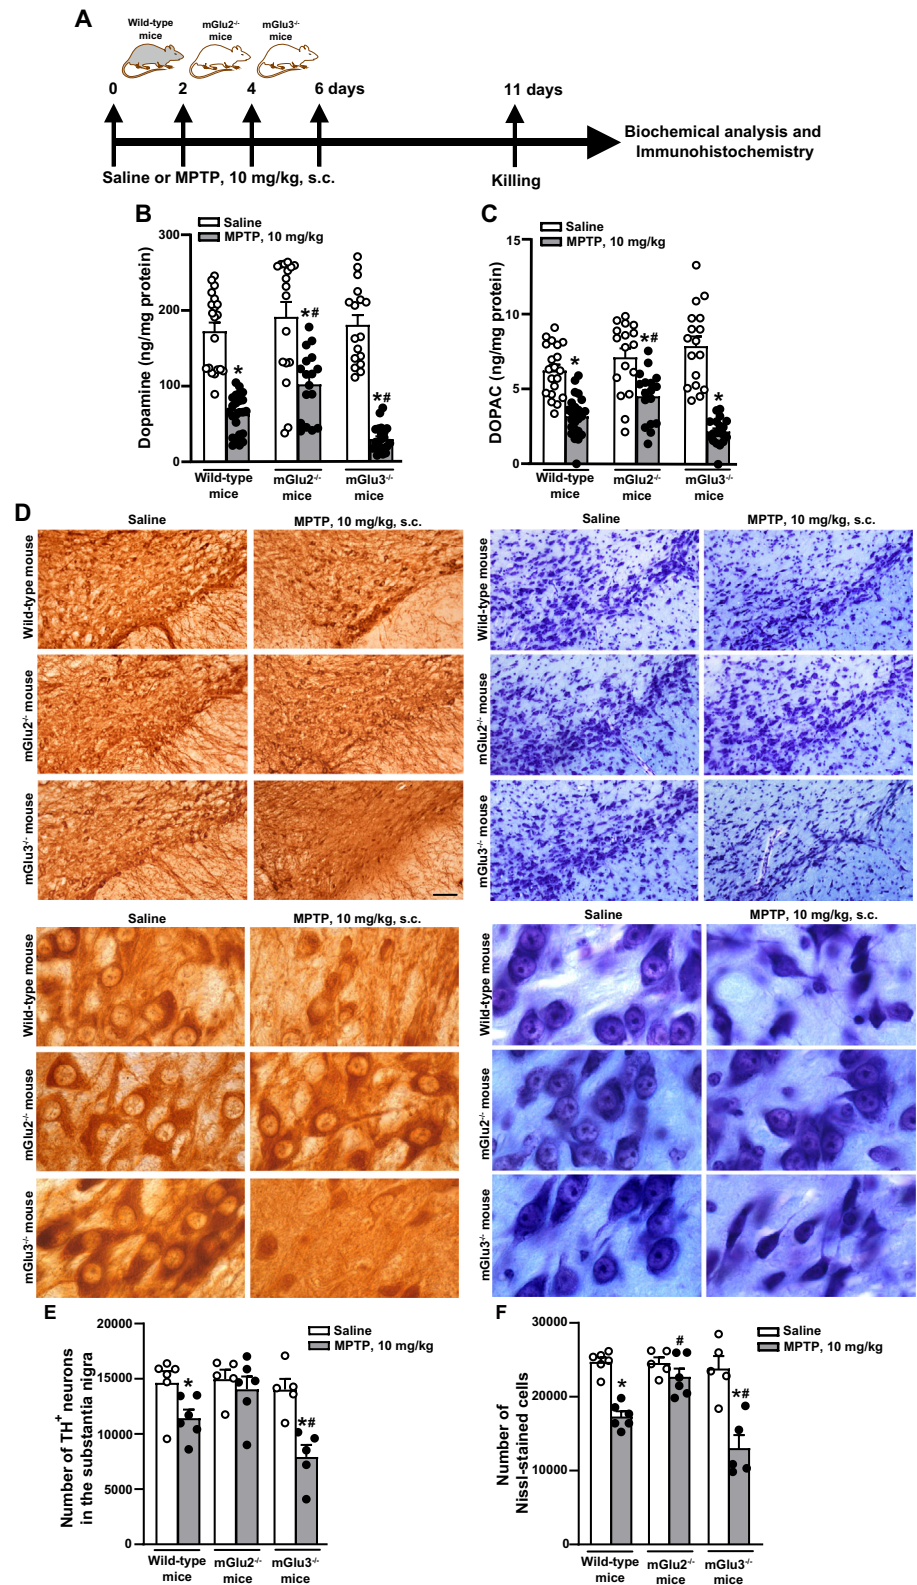 A
Wild-type
mice
mGlu2-/-
mice
mGlu3-/-
mice
0 2 4 6 days 11 days
Biochemical analysis and
Immunohistochemistry
Saline or MPTP, 10 mg/kg, s.c.
Killing
B
Saline
MPTP, 10 mg/kg
Dopamine (ng/mg protein)
300
200
100
0
*
*#
*#
Wild-type
mice
mGlu2-/-
mice
mGlu3-/-
mice
C
Saline
MPTP, 10 mg/kg
DOPAC (ng/mg protein)
15
10
5
0
*
*#
*
Wild-type
mice
mGlu2-/-
mice
mGlu3-/-
mice
D
Saline
MPTP, 10 mg/kg, s.c.
Saline
MPTP, 10 mg/kg, s.c.
Wild-type mouse
mGlu2-/- mouse
mGlu3-/- mouse
Wild-type mouse
mGlu2-/- mouse
mGlu3-/- mouse
Saline
MPTP, 10 mg/kg, s.c.
Saline
MPTP, 10 mg/kg, s.c.
Wild-type mouse
mGlu2-/- mouse
mGlu3-/- mouse
Wild-type mouse
mGlu2-/- mouse
mGlu3-/- mouse
E
Saline
MPTP, 10 mg/kg
Number of TH+ neurons
in the substantia nigra
20000
15000
10000
5000
0
*
*#
Wild-type
mice
mGlu2-/-
mice
mGlu3-/-
mice
F
Saline
MPTP, 10 mg/kg
Number of
Nissl-stained cells
30000
20000
10000
0
*
#
*#
Wild-type
mice
mGlu2-/-
mice
mGlu3-/-
mice